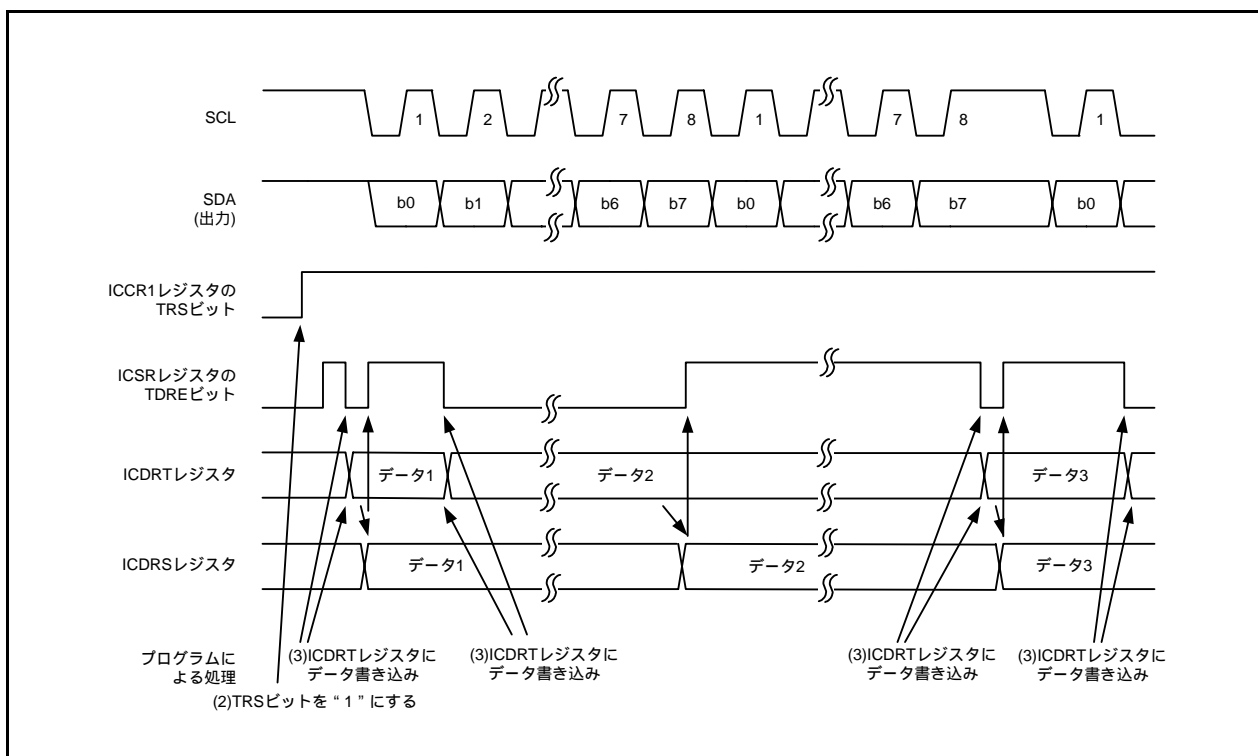 SCL
1 2 7 8 1 7 8 1
SDA
(出力)
b0 b1 b6 b7 b0 b6 b7 b0
ICCR1レジスタの
TRSビット
ICSRレジスタの
TDREビット
ICDRTレジスタ
データ1 データ2 データ3
ICDRSレジスタ
データ1 データ2 データ3
プログラムに
よる処理
(3)ICDRTレジスタに
データ書き込み
(3)ICDRTレジスタに
データ書き込み
(3)ICDRTレジスタに
データ書き込み
(3)ICDRTレジスタに
データ書き込み
(2)TRSビットを“1”にする